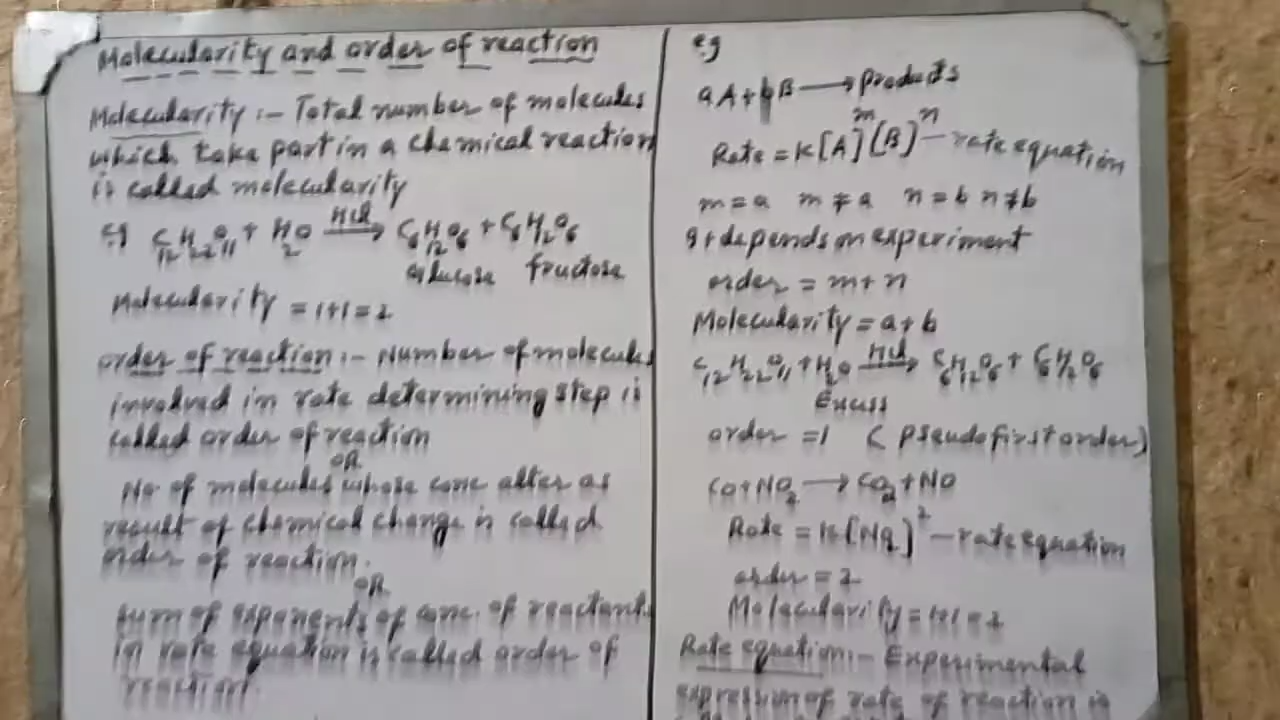 Molecularity and order of reaction
Molecularity :- Total number of molecules
which take part in a chemical reaction
is called molecularity
eg C₁₂H₂₂O₁₁ + H₂O —HCl→ C₆H₁₂O₆ + C₆H₁₂O₆
Glucose fructose
Molecularity = 1+1 = 2
order of reaction :- Number of molecules
involved in rate determining step is
called order of reaction
OR
No of molecules whose conc alter as
result of chemical change is called
order of reaction.
OR
sum of exponents of conc. of reactants
in rate equation is called order of
reaction.
eg
aA + bB → Products
Rate = K[A]ᵐ[B]ⁿ – rate equation
m = a m ≠ a n = b n ≠ b
It depends on experiment
order = m + n
Molecularity = a + b
C₁₂H₂₂O₁₁ + H₂O —HCl→ C₆H₁₂O₆ + C₆H₁₂O₆
Excess
order = 1 ( pseudo first order)
CO + NO₂ → CO₂ + NO
Rate = K[NO₂]² – rate equation
order = 2
Molecularity = 1+1 = 2
Rate equation :- Experimental
expression of rate of reaction is